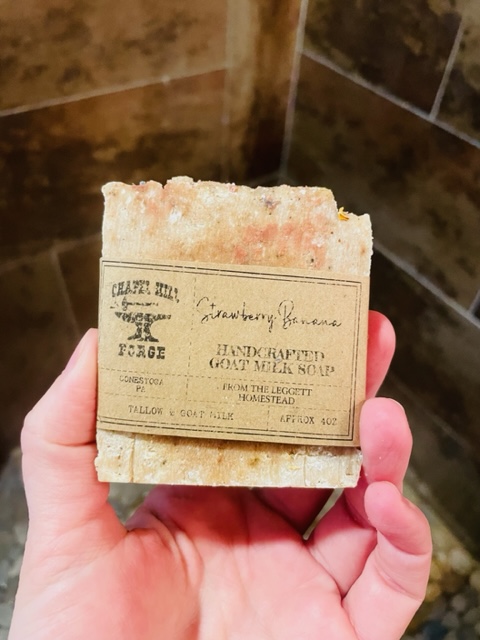 CHAPEL HILL
FORGE
CONESTOGA
PA
Strawberry Banana
HANDCRAFTED
GOAT MILK SOAP
FROM THE LEGGETT
HOMESTEAD
TALLOW & GOAT MILK
APPROX 4OZ